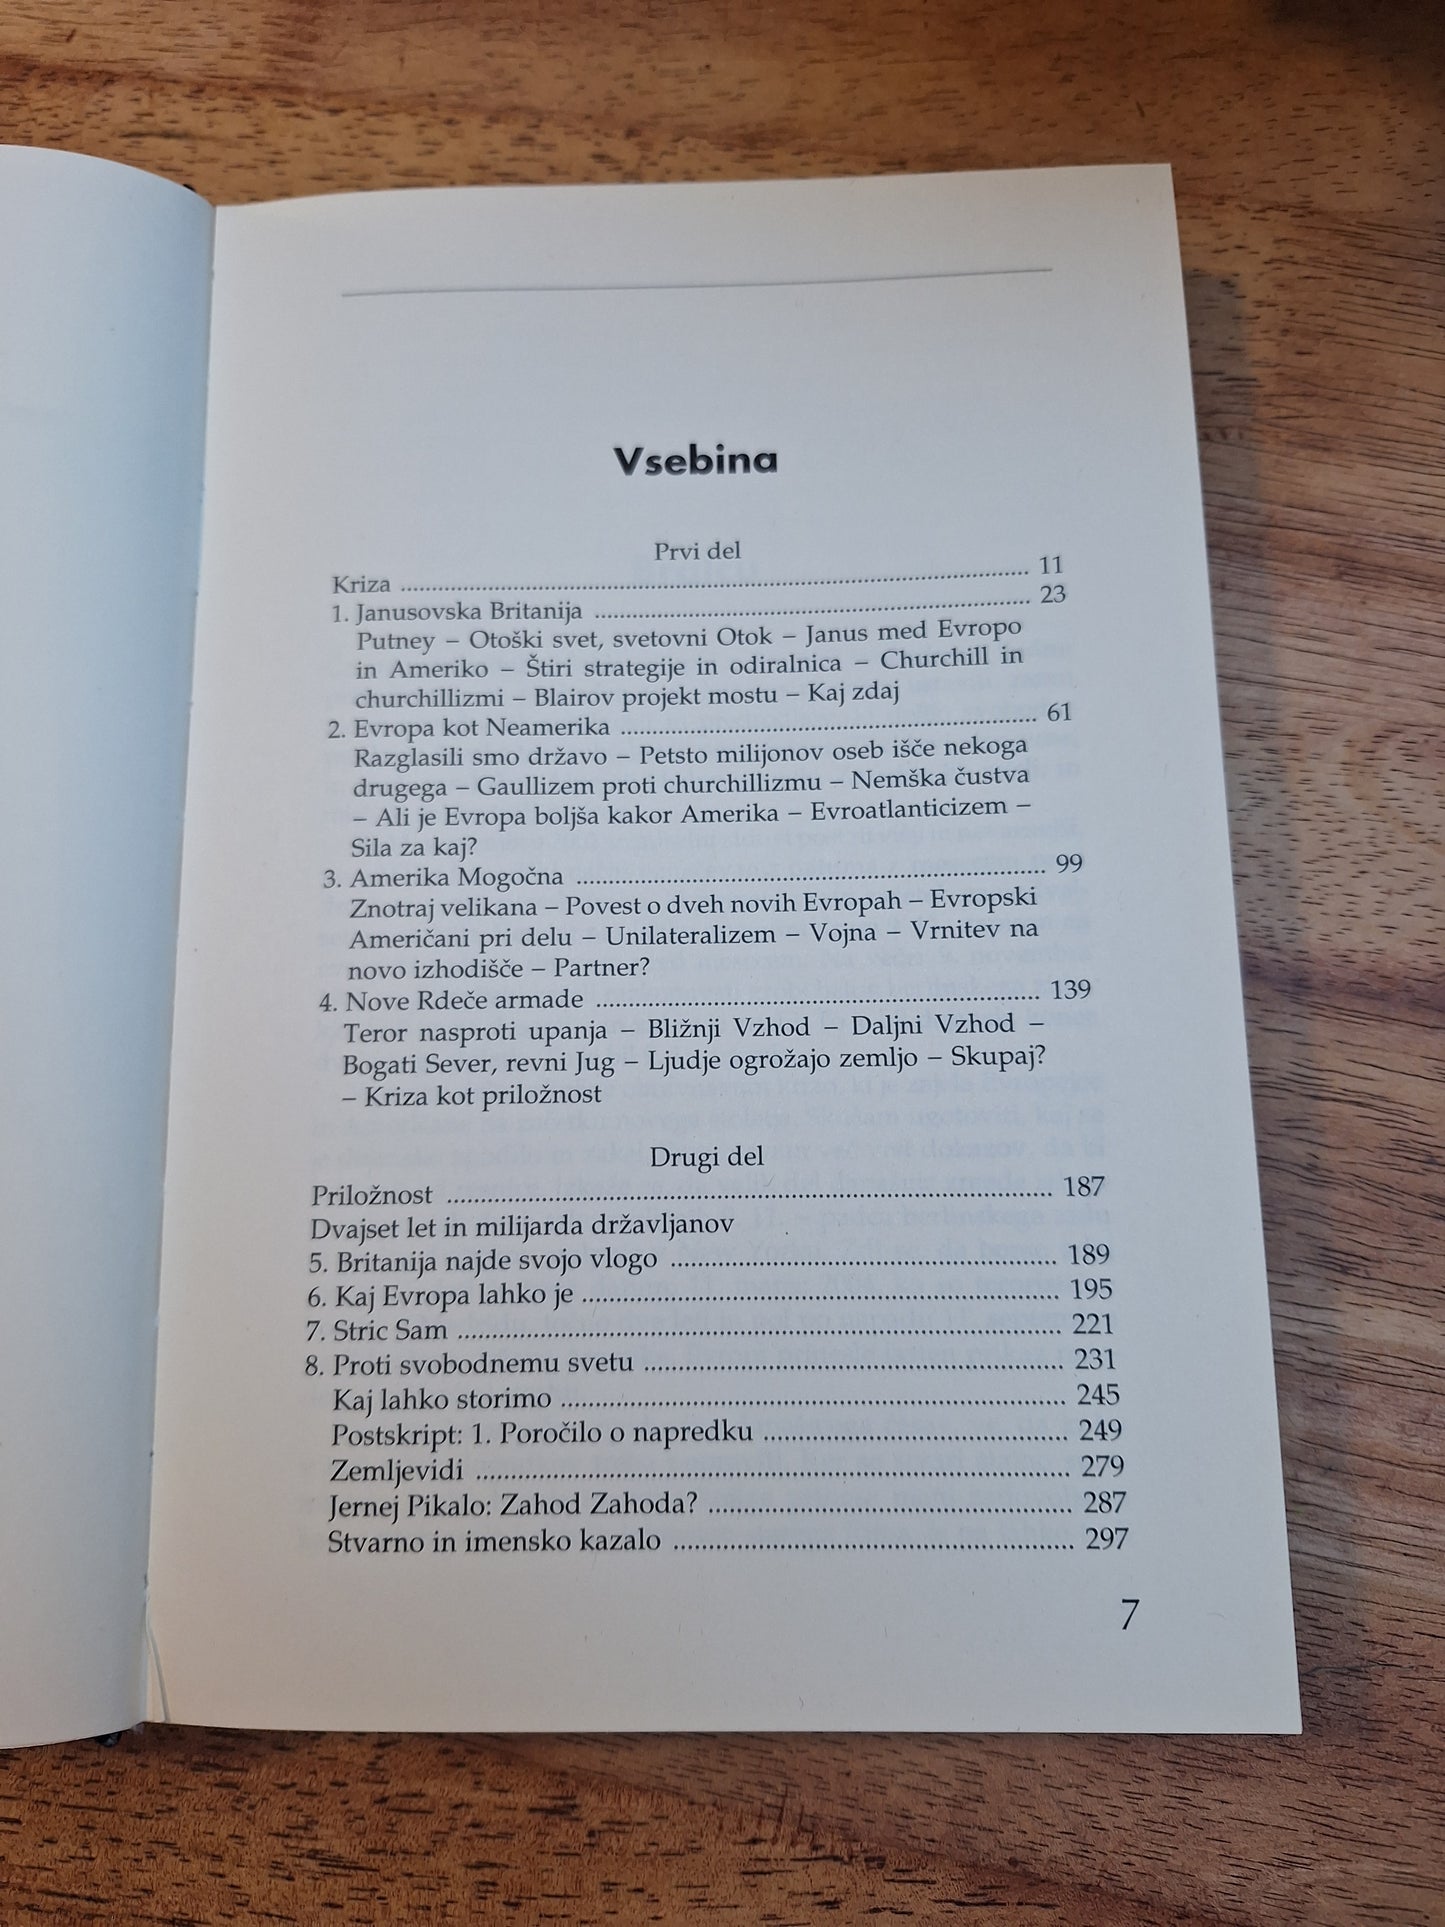 Vsebina
Prvi del
Kriza ........................................ 11
1. Janusovska Britanija ........................................ 23
Putney – Otoški svet, svetovni Otok – Janus med Evropo
in Ameriko – Štiri strategije in odiralnica – Churchill in
churchillizmi – Blairov projekt mostu – Kaj zdaj
2. Evropa kot Neamerika ........................................ 61
Razglasili smo državo – Petsto milijonov oseb išče nekoga
drugega – Gaullizem proti churchillizmu – Nemška čustva
– Ali je Evropa boljša kakor Amerika – Evroatlanticizem –
Sila za kaj?
3. Amerika Mogočna ........................................ 99
Znotraj velikana – Povest o dveh novih Evropah – Evropski
Američani pri delu – Unilateralizem – Vojna – Vrnitev na
novo izhodišče – Partner?
4. Nove Rdeče armade ........................................ 139
Teror nasproti upanja – Bližnji Vzhod – Daljni Vzhod –
Bogati Sever, revni Jug – Ljudje ogrožajo zemljo – Skupaj?
– Kriza kot priložnost
Drugi del
Priložnost ........................................ 187
Dvajset let in milijarda državljanov
5. Britanija najde svojo vlogo ........................................ 189
6. Kaj Evropa lahko je ........................................ 195
7. Stric Sam ........................................ 221
8. Proti svobodnemu svetu ........................................ 231
Kaj lahko storimo ........................................ 245
Postskript: 1. Poročilo o napredku ........................................ 249
Zemljevidi ........................................ 279
Jernej Pikalo: Zahod Zahoda? ........................................ 287
Stvarno in imensko kazalo ........................................ 297
7